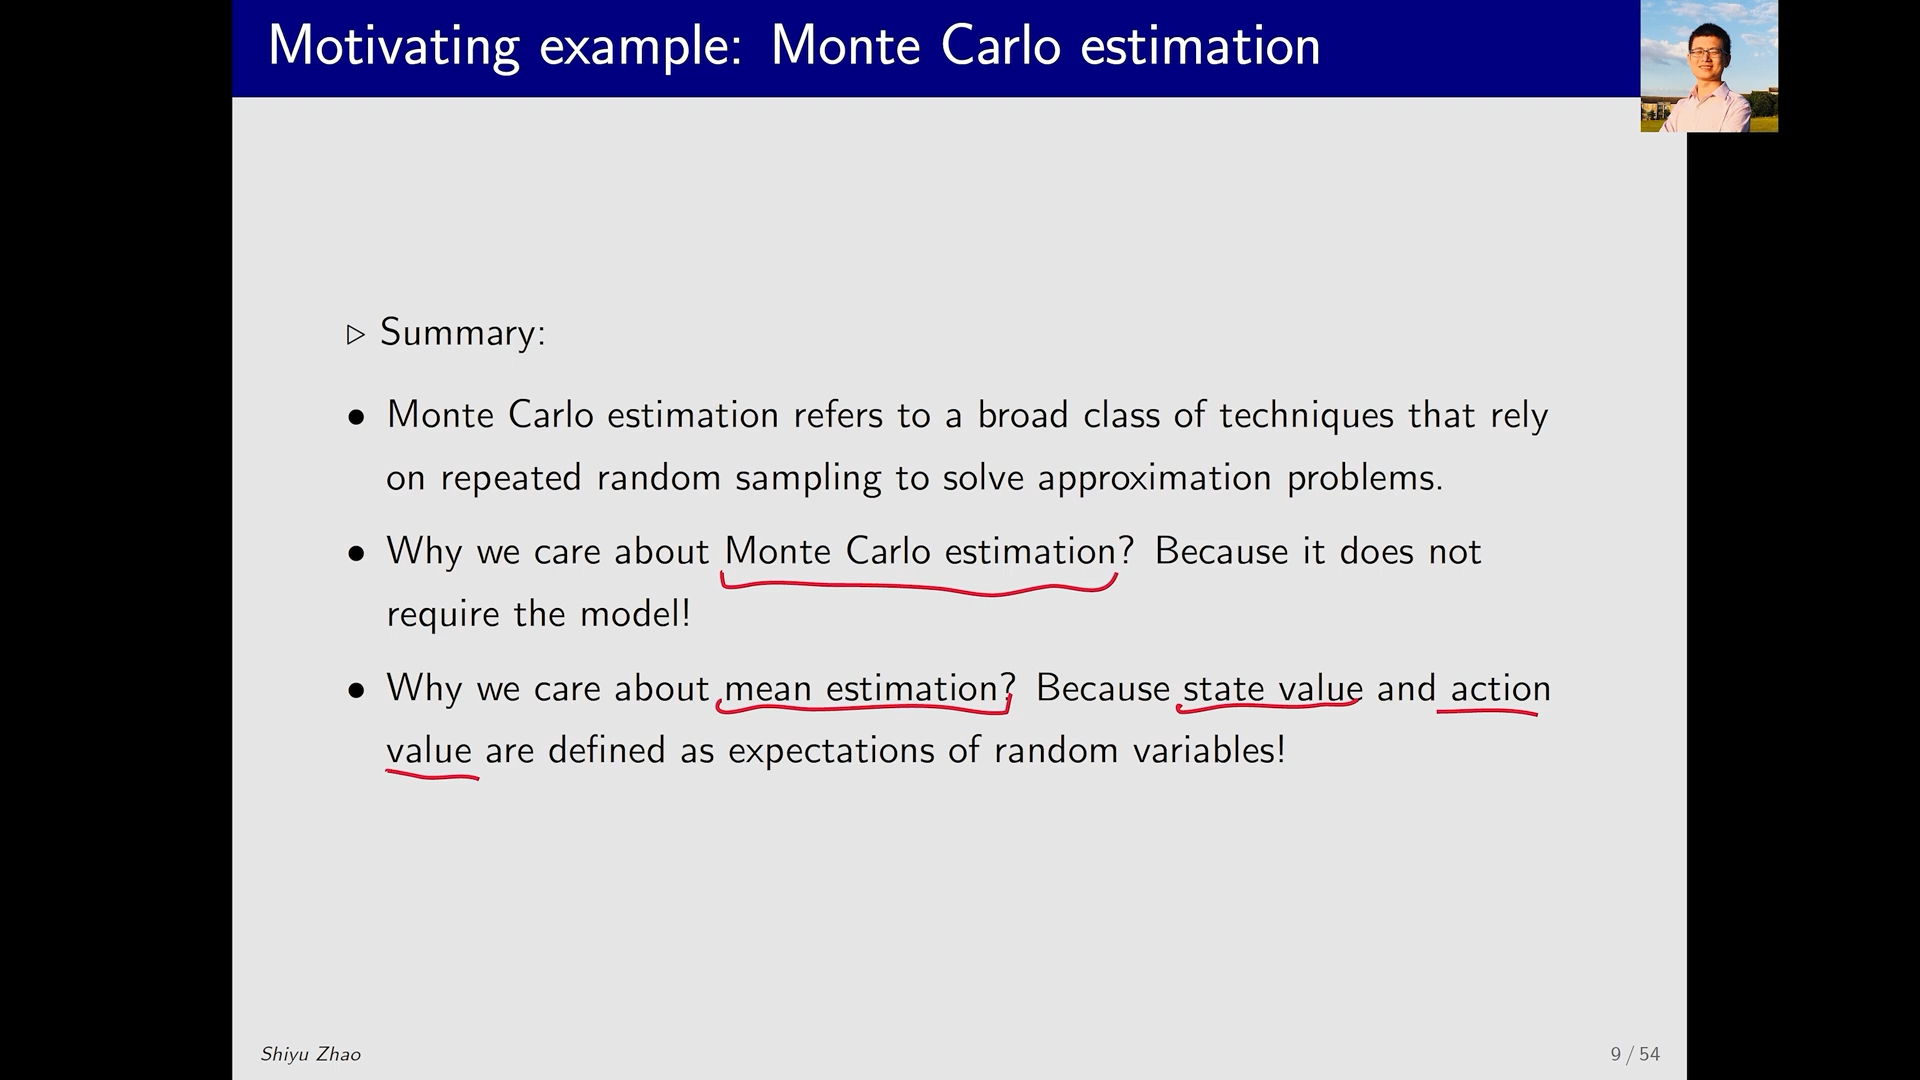 Motivating example: Monte Carlo estimation
▷ Summary:
• Monte Carlo estimation refers to a broad class of techniques that rely
on repeated random sampling to solve approximation problems.
• Why we care about Monte Carlo estimation? Because it does not
require the model!
• Why we care about mean estimation? Because state value and action
value are defined as expectations of random variables!
Shiyu Zhao
9 / 54